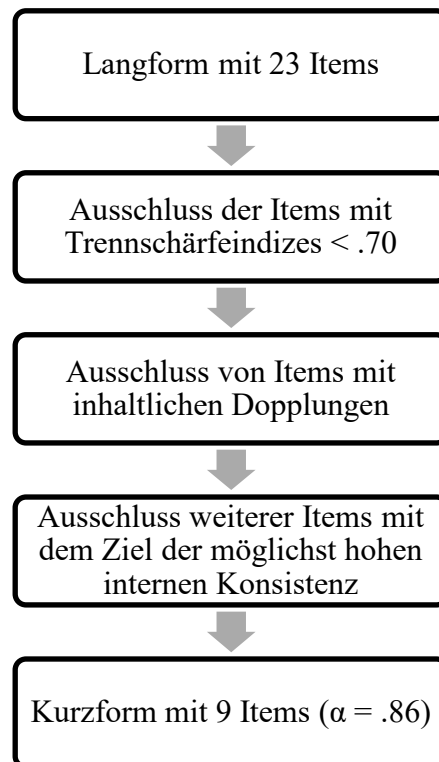 Langform mit 23 Items
Ausschluss der Items mit
Trennschärfeindizes < .70
Ausschluss von Items mit
inhaltlichen Dopplungen
Ausschluss weiterer Items mit
dem Ziel der möglichst hohen
internen Konsistenz
Kurzform mit 9 Items (α = .86)